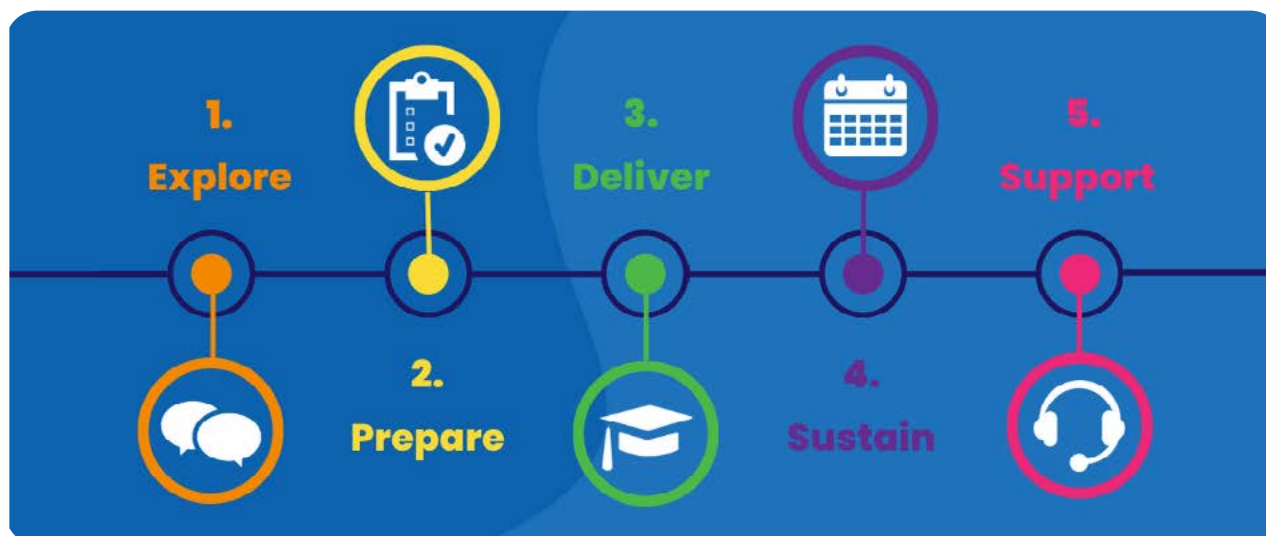 1.
Explore
2.
Prepare
3.
Deliver
4.
Sustain
5.
Support